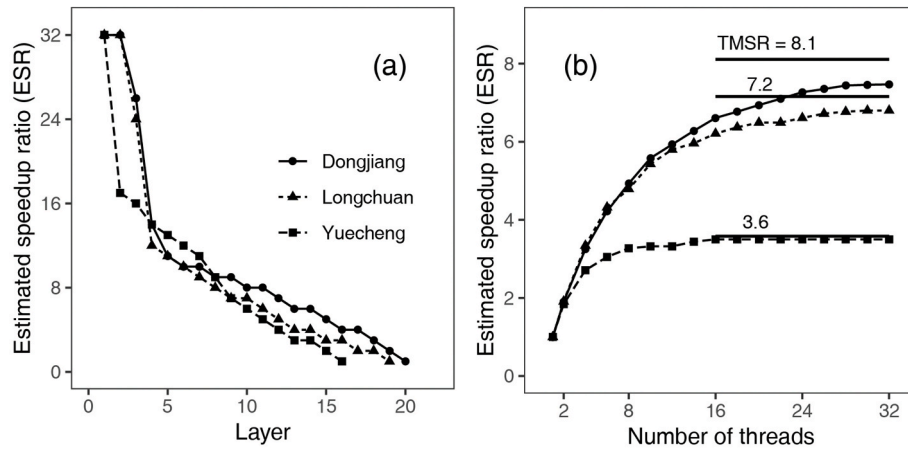 (a)
Estimated speedup ratio (ESR)
32
24
16
8
0
Dongjiang
Longchuan
Yuecheng
0 5 10 15 20
Layer
(b)
Estimated speedup ratio (ESR)
8
6
4
2
0
TMSR = 8.1
7.2
3.6
2 8 16 24 32
Number of threads